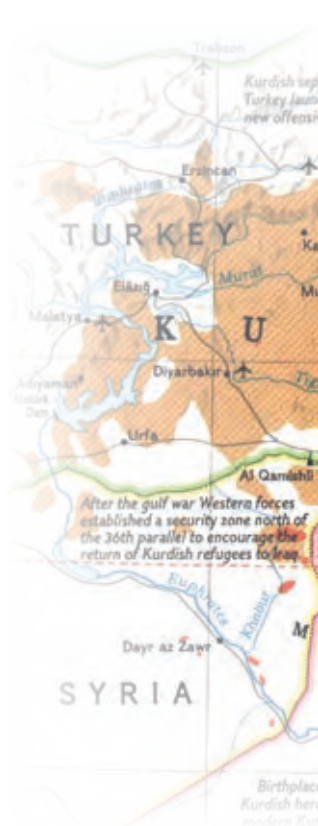 Trabzon
Kurdish sep
Turkey laun
new offensi
Erzincan
Euphrates
TURKEY
Ka
Murat
Elâzığ
Mu
Malatya
K U
Diyarbakır
Tig
Adıyaman
Atatürk
Dam
Urfa
Al Qamishli
After the gulf war Western forces
established a security zone north of
the 36th parallel to encourage the
return of Kurdish refugees to Iraq
Euphrates
Khabur
M
Dayr az Zawr
SYRIA
Birthplac
Kurdish her
modern Kur